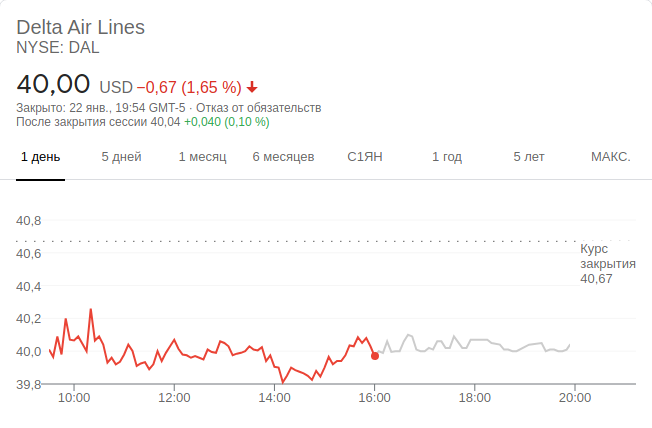 Delta Air Lines
NYSE: DAL
40,00 USD −0,67 (1,65 %)
Закрыто: 22 янв., 19:54 GMT-5 · Отказ от обязательств
После закрытия сессии 40,04 +0,040 (0,10 %)
1 день 5 дней 1 месяц 6 месяцев С1ЯН 1 год 5 лет МАКС.
40,8
Курс
закрытия
40,67
40,6
40,4
40,2
40,0
39,8
10:00 12:00 14:00 16:00 18:00 20:00